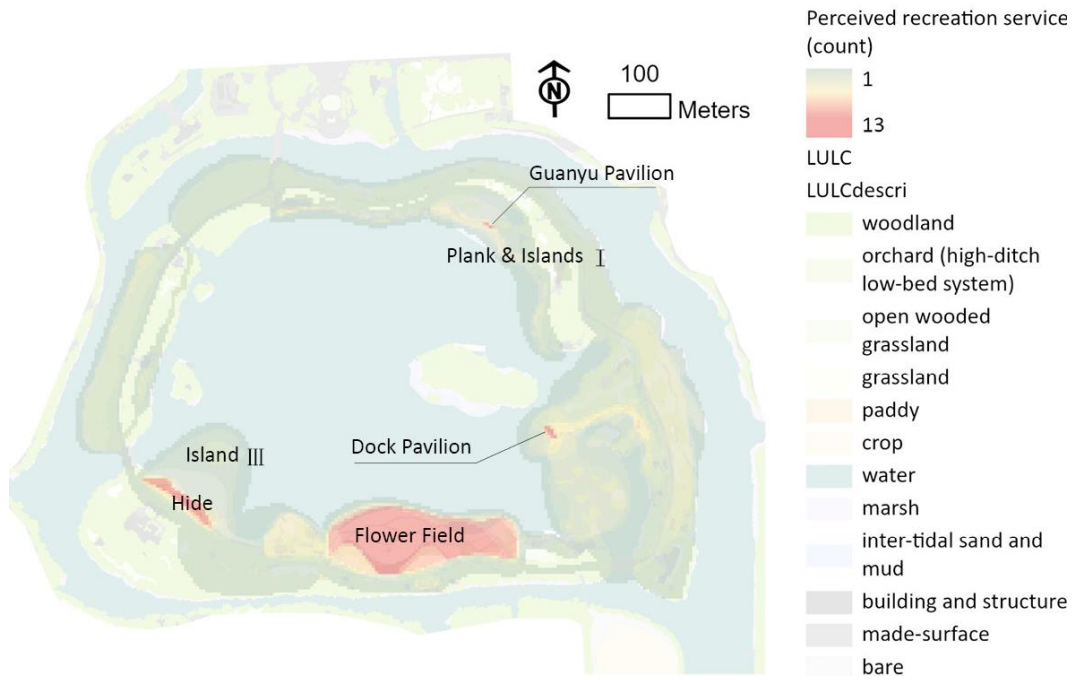 100
N
Meters
Guanyu Pavilion
Plank & Islands Ⅰ
Dock Pavilion
Island Ⅲ
Hide
Flower Field
Perceived recreation service
(count)
1
13
LULC
LULCdescri
woodland
orchard (high-ditch
low-bed system)
open wooded
grassland
grassland
paddy
crop
water
marsh
inter-tidal sand and
mud
building and structure
made-surface
bare